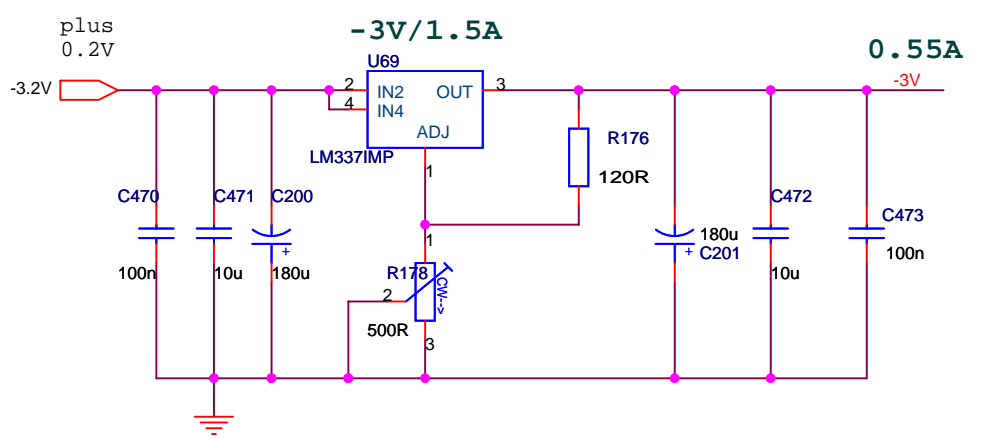 plus
0.2V
-3V/1.5A
0.55A
U69
-3.2V
2
IN2
OUT
3
-3V
4
IN4
ADJ
LM337IMP
1
R176
120R
C470
C471
C200
C472
C473
1
+
180u
+
C201
100n
10u
180u
10u
100n
R178
CW-->
2
500R
3